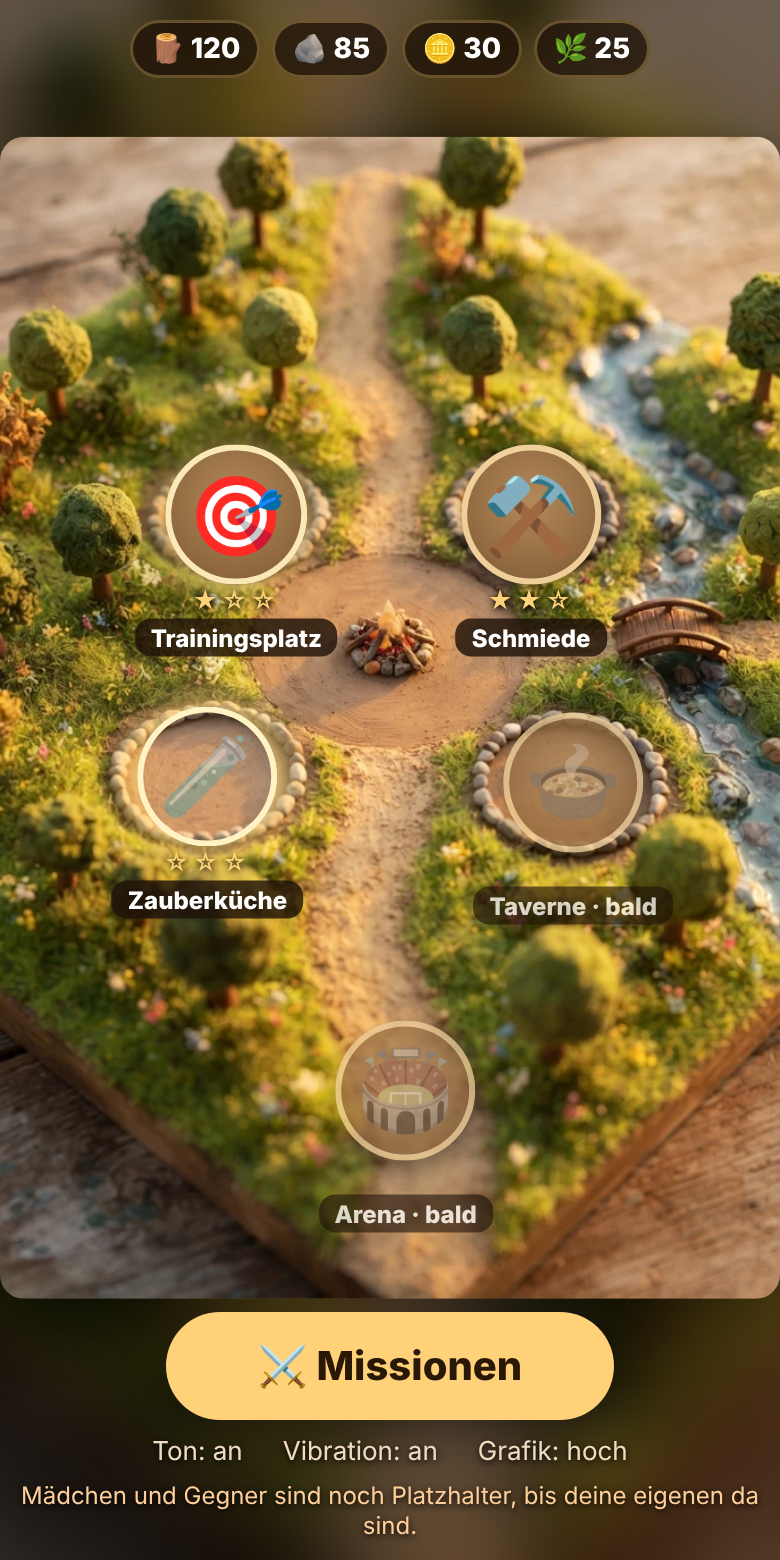 120 85 30 25
Trainingsplatz Schmiede
Zauberküche Taverne · bald
Arena · bald
Missionen
Ton: an Vibration: an Grafik: hoch
Mädchen und Gegner sind noch Platzhalter, bis deine eigenen da
sind.